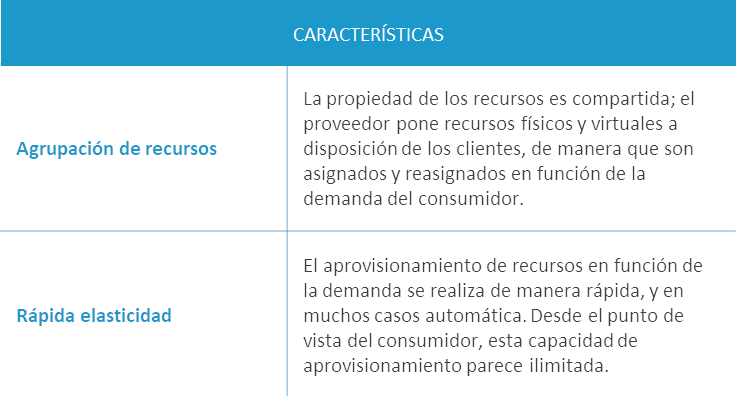 CARACTERÍSTICAS
Agrupación de recursos
La propiedad de los recursos es compartida; el
proveedor pone recursos físicos y virtuales a
disposición de los clientes, de manera que son
asignados y reasignados en función de la
demanda del consumidor.
Rápida elasticidad
El aprovisionamiento de recursos en función de
la demanda se realiza de manera rápida, y en
muchos casos automática. Desde el punto de
vista del consumidor, esta capacidad de
aprovisionamiento parece ilimitada.